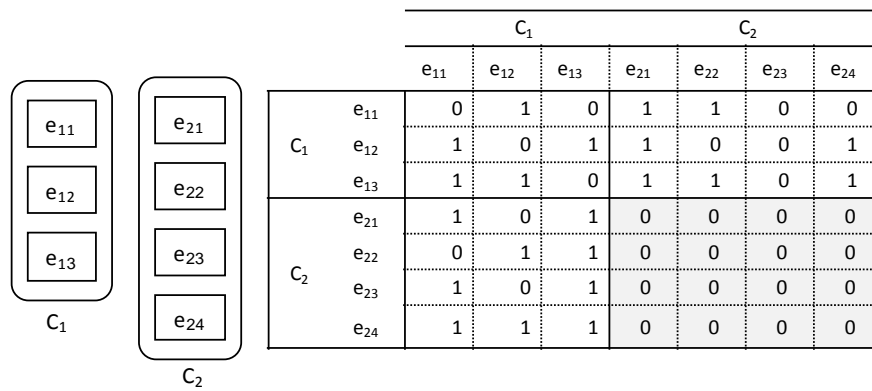 e₁₁
e₁₂
e₁₃
C₁
e₂₁
e₂₂
e₂₃
e₂₄
C₂
C₁ C₂
e₁₁ e₁₂ e₁₃ e₂₁ e₂₂ e₂₃ e₂₄
e₁₁ 0 1 0 1 1 0 0
C₁ e₁₂ 1 0 1 1 0 0 1
e₁₃ 1 1 0 1 1 0 1
e₂₁ 1 0 1 0 0 0 0
e₂₂ 0 1 1 0 0 0 0
C₂ e₂₃ 1 0 1 0 0 0 0
e₂₄ 1 1 1 0 0 0 0